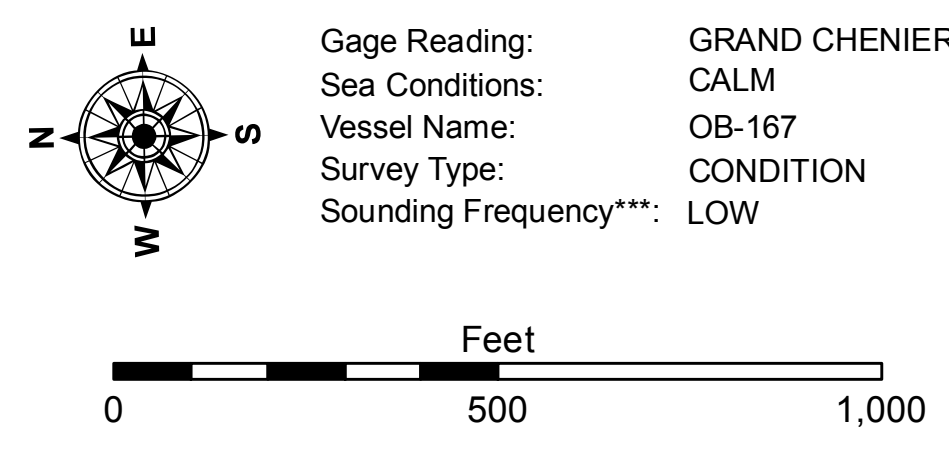 E
N
S
W
Gage Reading: GRAND CHENIER
Sea Conditions: CALM
Vessel Name: OB-167
Survey Type: CONDITION
Sounding Frequency***: LOW
Feet
0 500 1,000